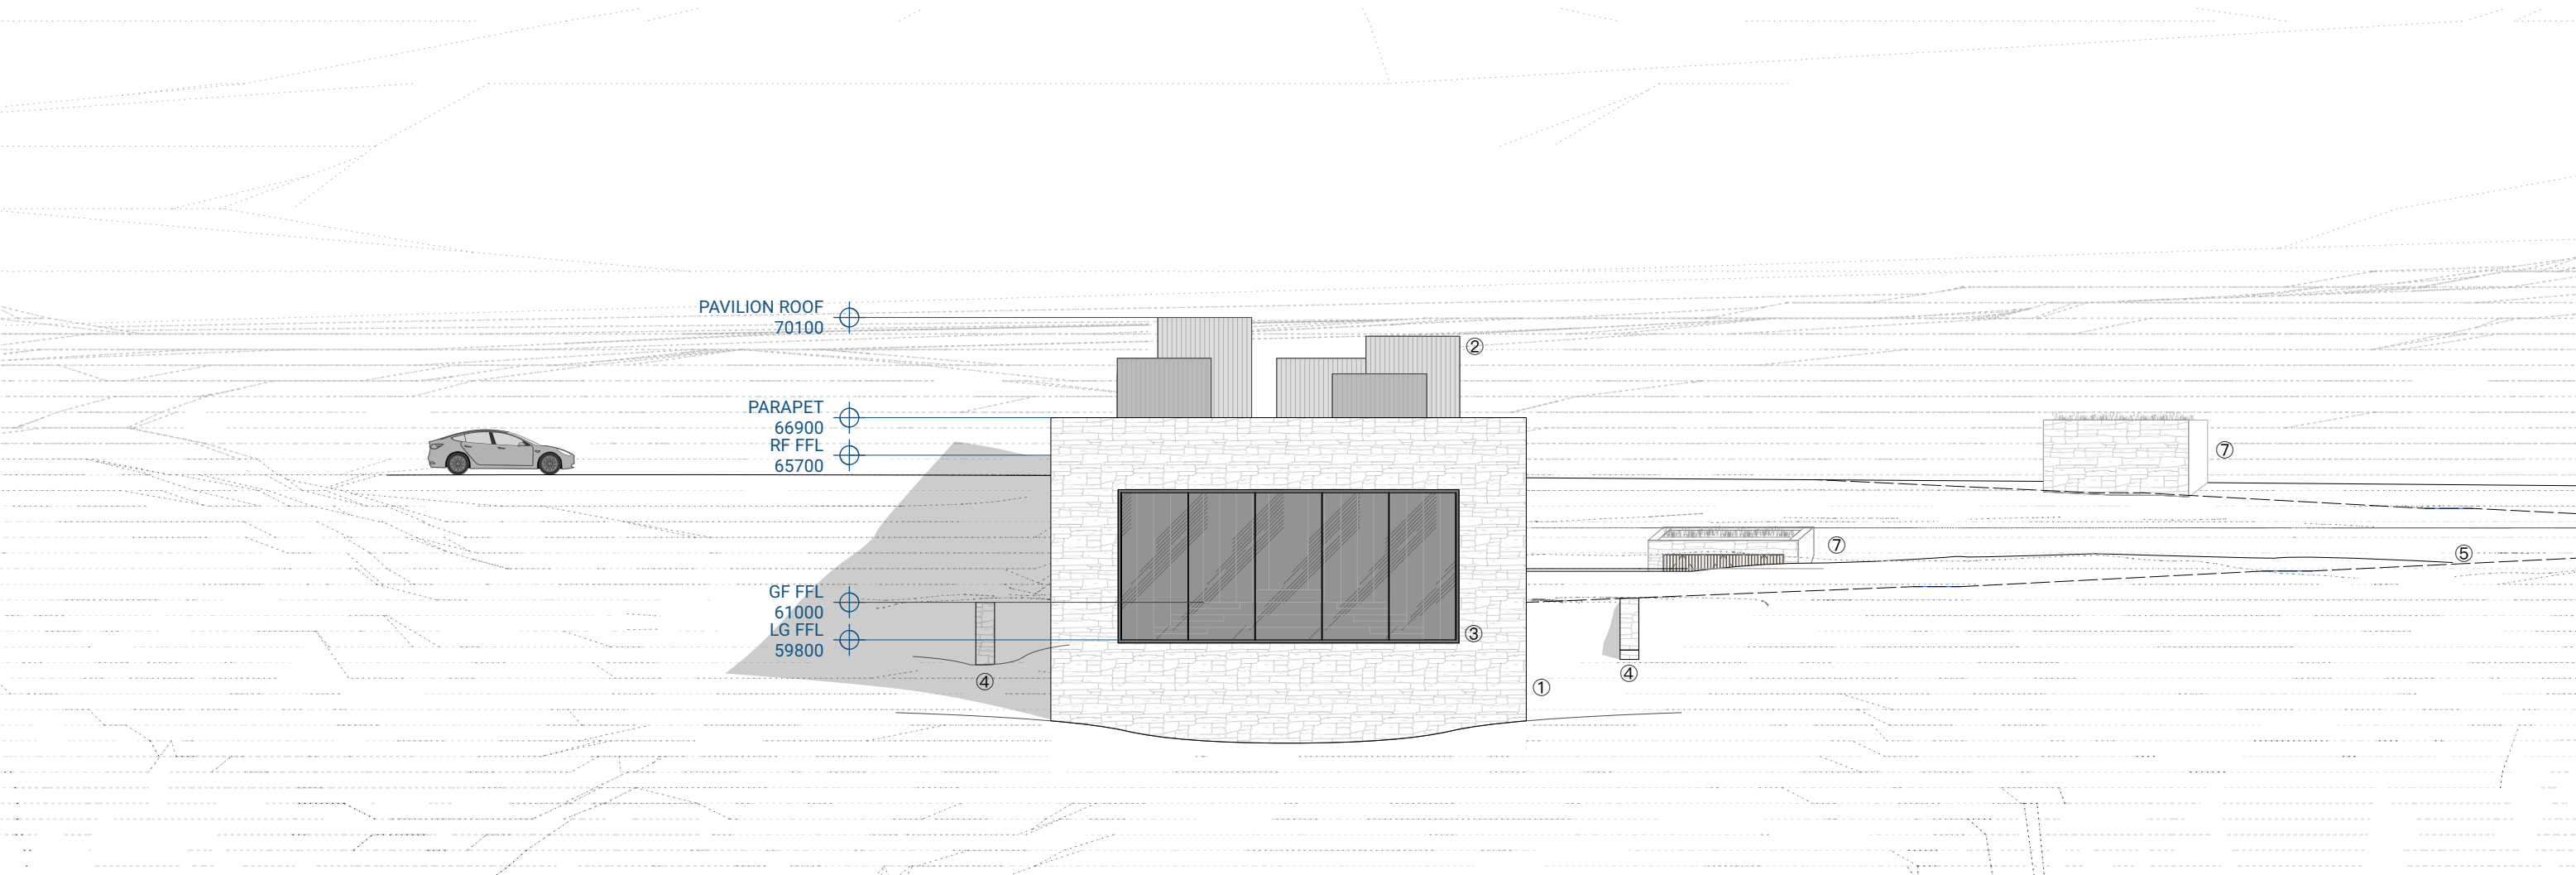 PAVILION ROOF
70100
②
PARAPET
66900
RF FFL
65700
⑦
⑦
⑤
GF FFL
61000
LG FFL
59800
③
④
④
①